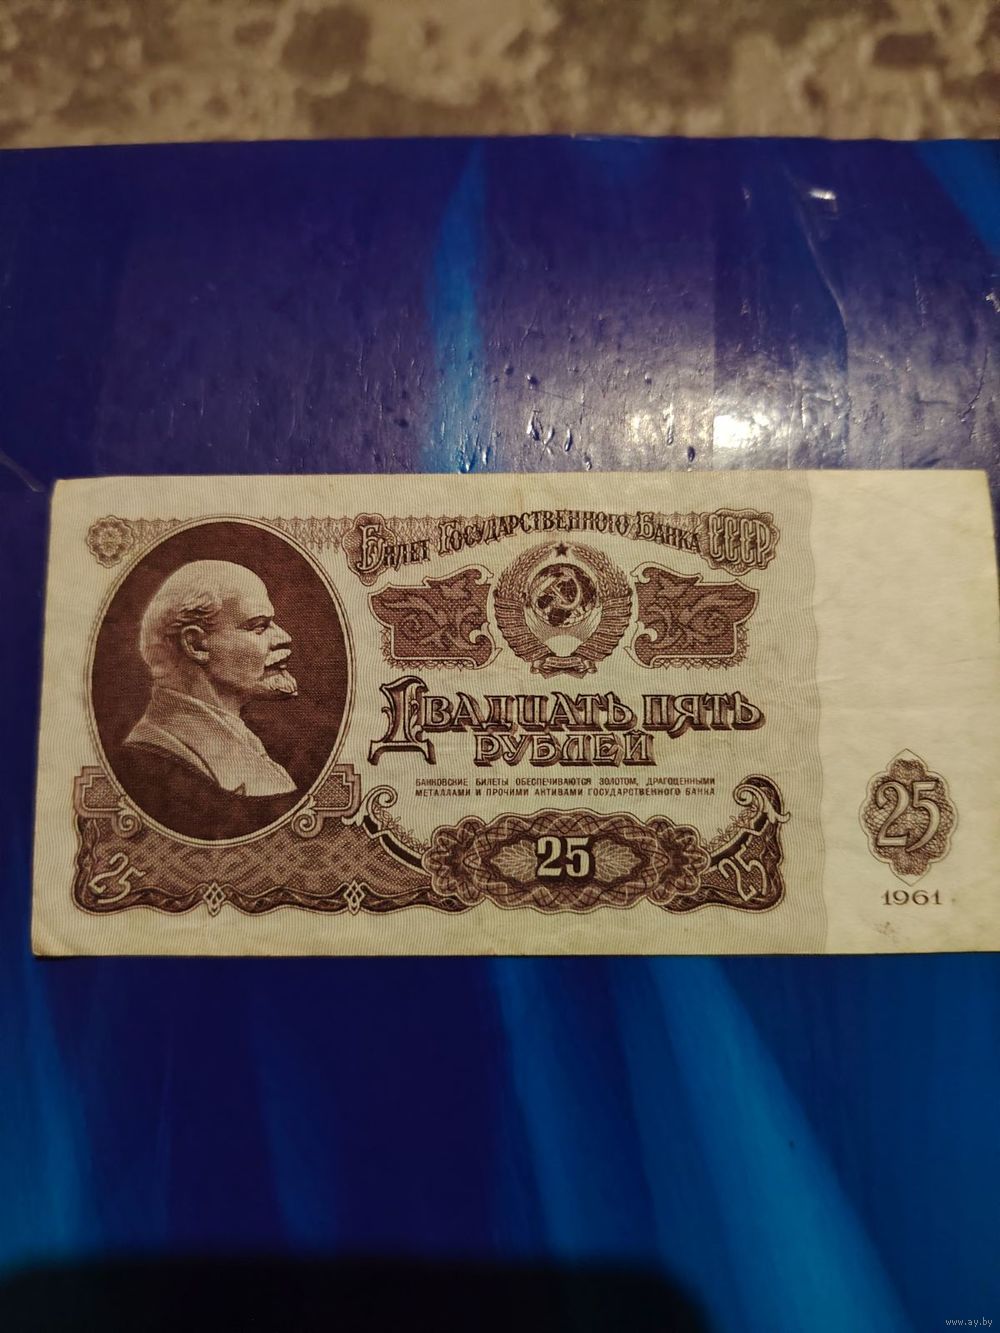 Билет Государственного Банка СССР
Двадцать пять
рублей
БАНКОВСКИЕ БИЛЕТЫ ОБЕСПЕЧИВАЮТСЯ ЗОЛОТОМ, ДРАГОЦЕННЫМИ
МЕТАЛЛАМИ И ПРОЧИМИ АКТИВАМИ ГОСУДАРСТВЕННОГО БАНКА
25
25
25
25
1961
www.ay.by